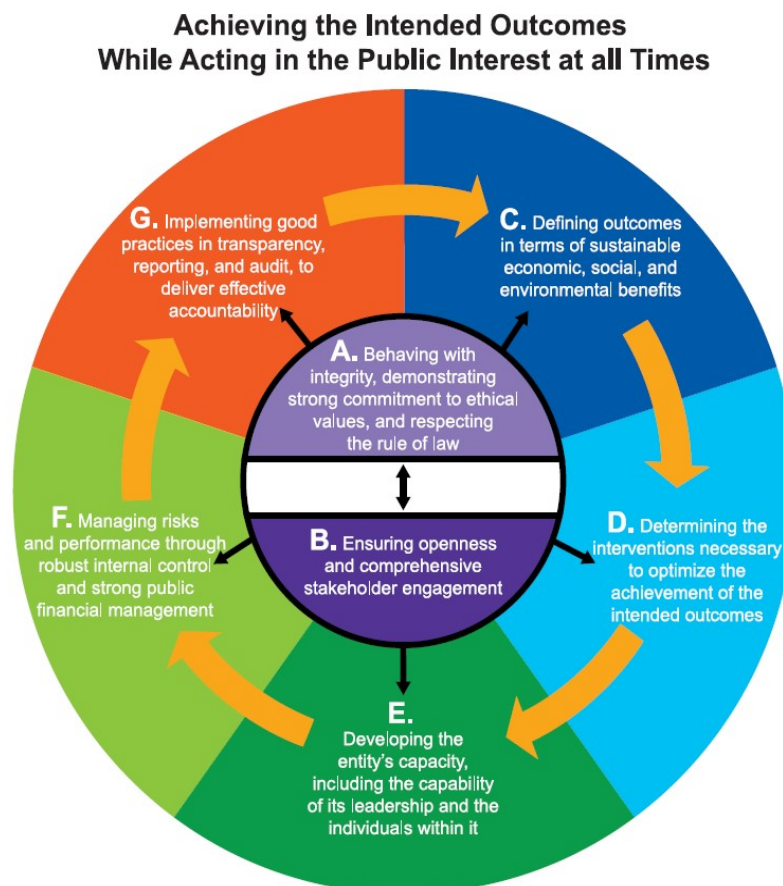 Achieving the Intended Outcomes
While Acting in the Public Interest at all Times
G. Implementing good
practices in transparency,
reporting, and audit, to
deliver effective
accountability
C. Defining outcomes
in terms of sustainable
economic, social, and
environmental benefits
A. Behaving with
integrity, demonstrating
strong commitment to ethical
values, and respecting
the rule of law
B. Ensuring openness
and comprehensive
stakeholder engagement
F. Managing risks
and performance through
robust internal control
and strong public
financial management
D. Determining the
interventions necessary
to optimize the
achievement of the
intended outcomes
E.
Developing the
entity's capacity,
including the capability
of its leadership and the
individuals within it